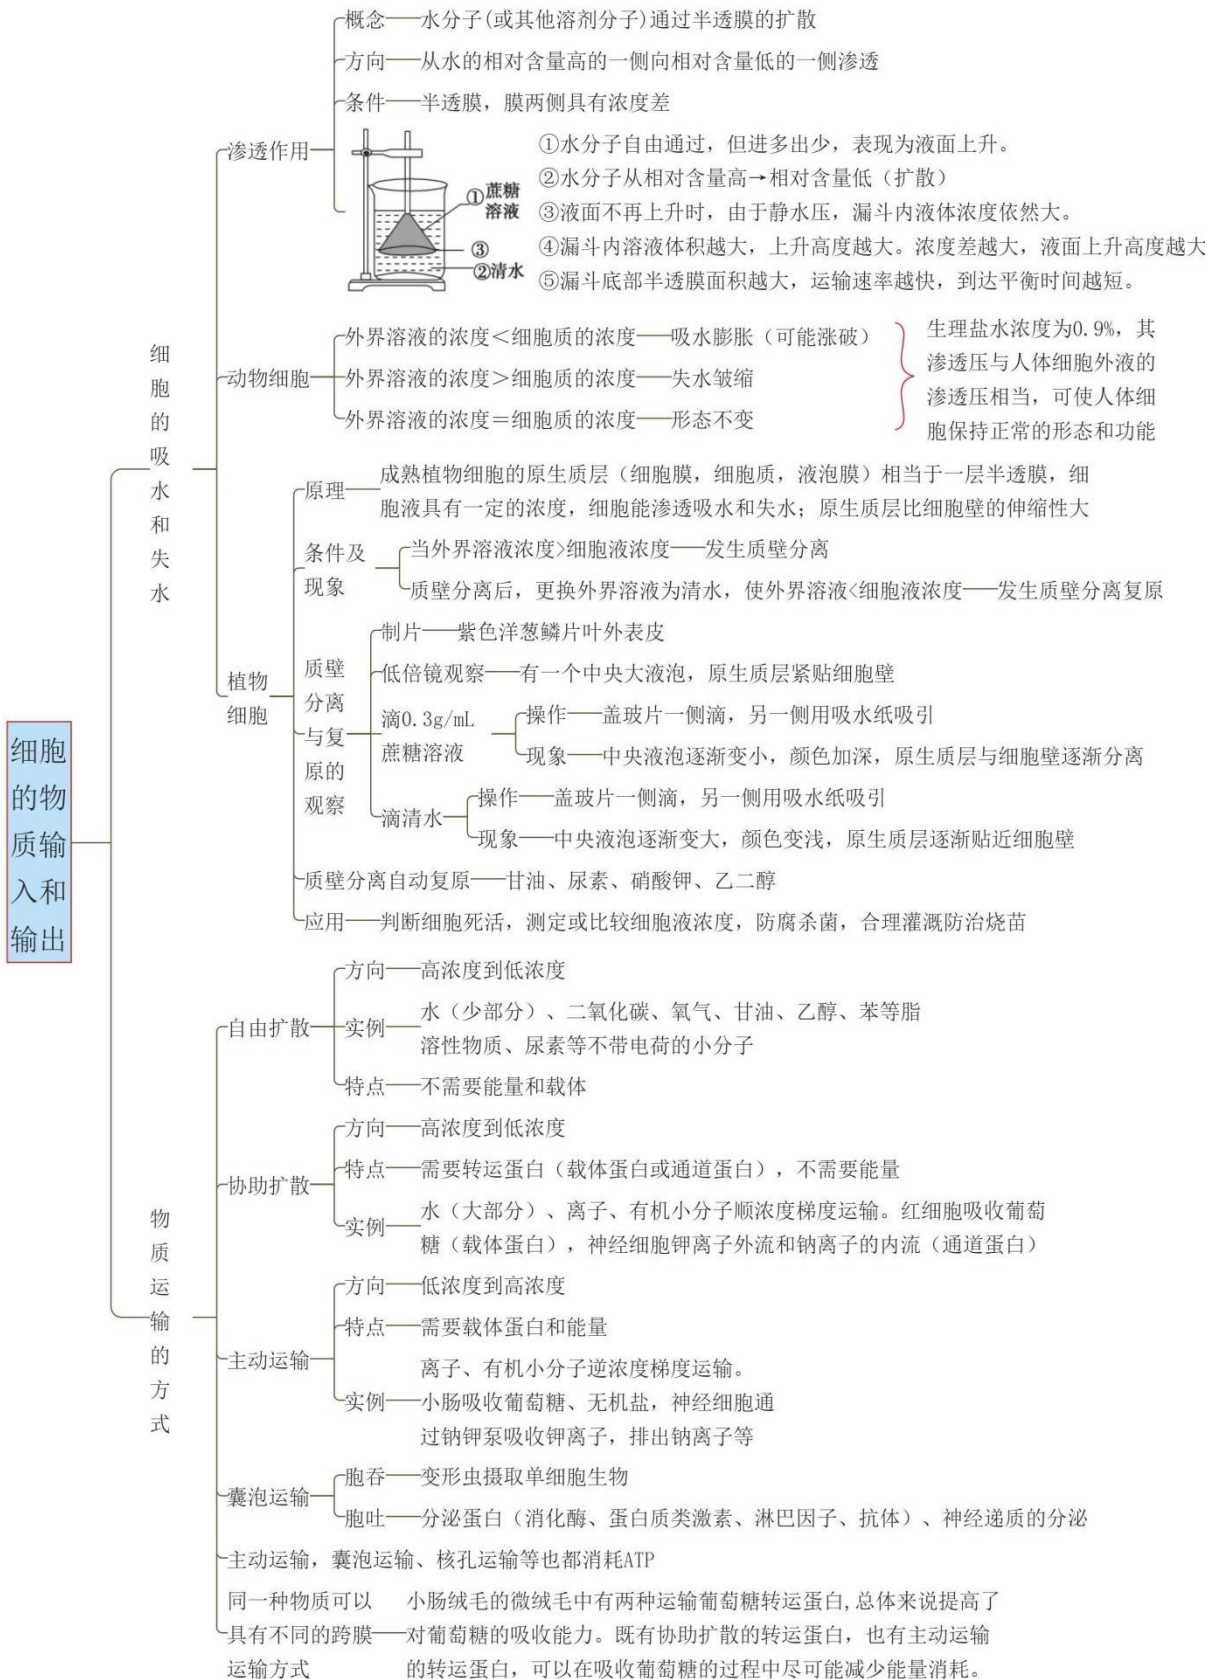 细胞
的物
质输
入和
输出
细胞的吸水和失水
渗透作用
概念
水分子(或其他溶剂分子)通过半透膜的扩散
方向
从水的相对含量高的一侧向相对含量低的一侧渗透
条件
半透膜，膜两侧具有浓度差
①蔗糖
溶液
③
②清水
①水分子自由通过，但进多出少，表现为液面上升。
②水分子从相对含量高→相对含量低（扩散）
③液面不再上升时，由于静水压，漏斗内液体浓度依然大。
④漏斗内溶液体积越大，上升高度越大。浓度差越大，液面上升高度越大
⑤漏斗底部半透膜面积越大，运输速率越快，到达平衡时间越短。
动物细胞
外界溶液的浓度＜细胞质的浓度——吸水膨胀（可能涨破）
外界溶液的浓度＞细胞质的浓度——失水皱缩
外界溶液的浓度＝细胞质的浓度——形态不变
生理盐水浓度为0.9%，其
渗透压与人体细胞外液的
渗透压相当，可使人体细
胞保持正常的形态和功能
植物
细胞
原理
成熟植物细胞的原生质层（细胞膜，细胞质，液泡膜）相当于一层半透膜，细
胞液具有一定的浓度，细胞能渗透吸水和失水；原生质层比细胞壁的伸缩性大
条件及
现象
当外界溶液浓度>细胞液浓度——发生质壁分离
质壁分离后，更换外界溶液为清水，使外界溶液<细胞液浓度——发生质壁分离复原
质壁
分离
与复
原的
观察
制片——紫色洋葱鳞片叶外表皮
低倍镜观察——有一个中央大液泡，原生质层紧贴细胞壁
滴0.3g/mL
蔗糖溶液
操作——盖玻片一侧滴，另一侧用吸水纸吸引
现象——中央液泡逐渐变小，颜色加深，原生质层与细胞壁逐渐分离
滴清水
操作——盖玻片一侧滴，另一侧用吸水纸吸引
现象——中央液泡逐渐变大，颜色变浅，原生质层逐渐贴近细胞壁
质壁分离自动复原——甘油、尿素、硝酸钾、乙二醇
应用——判断细胞死活，测定或比较细胞液浓度，防腐杀菌，合理灌溉防治烧苗
物质运输的方式
自由扩散
方向——高浓度到低浓度
实例
水（少部分）、二氧化碳、氧气、甘油、乙醇、苯等脂
溶性物质、尿素等不带电荷的小分子
特点——不需要能量和载体
协助扩散
方向——高浓度到低浓度
特点——需要转运蛋白（载体蛋白或通道蛋白），不需要能量
实例
水（大部分）、离子、有机小分子顺浓度梯度运输。红细胞吸收葡萄
糖（载体蛋白），神经细胞钾离子外流和钠离子的内流（通道蛋白）
主动运输
方向——低浓度到高浓度
特点——需要载体蛋白和能量
实例
离子、有机小分子逆浓度梯度运输。
小肠吸收葡萄糖、无机盐，神经细胞通
过钠钾泵吸收钾离子，排出钠离子等
囊泡运输
胞吞——变形虫摄取单细胞生物
胞吐——分泌蛋白（消化酶、蛋白质类激素、淋巴因子、抗体）、神经递质的分泌
主动运输，囊泡运输、核孔运输等也都消耗ATP
同一种物质可以
具有不同的跨膜
运输方式
小肠绒毛的微绒毛中有两种运输葡萄糖转运蛋白,总体来说提高了
对葡萄糖的吸收能力。既有协助扩散的转运蛋白，也有主动运输
的转运蛋白，可以在吸收葡萄糖的过程中尽可能减少能量消耗。